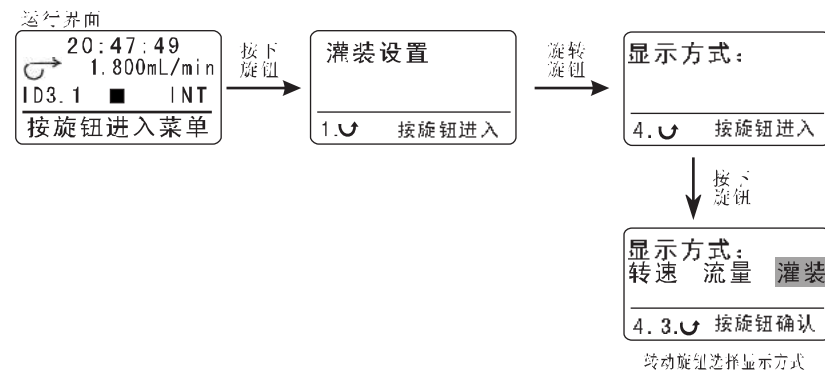 运行界面
20:47:49
1.800mL/min
ID3.1 ■ INT
按旋钮进入菜单
按下
旋钮
灌装设置
1.↺ 按旋钮进入
旋转
旋钮
显示方式:
4.↺ 按旋钮进入
按下
旋钮
显示方式:
转速 流量 灌装
4.3.↺ 按旋钮确认
转动旋钮选择显示方式